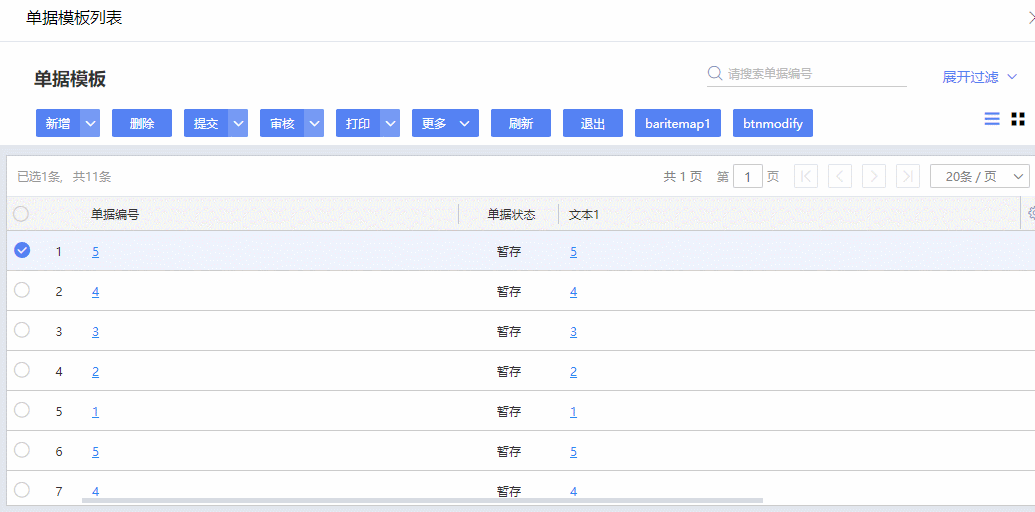 单据模板列表
单据模板
请搜索单据编号
展开过滤
新增 删除 提交 审核 打印 更多 刷新 退出 baritemap1 btnmodify
已选1条, 共11条 共 1 页 第 1 页 20条 / 页
单据编号 单据状态 文本1
1 5 暂存 5
2 4 暂存 4
3 3 暂存 3
4 2 暂存 2
5 1 暂存 1
6 5 暂存 5
7 4 暂存 4